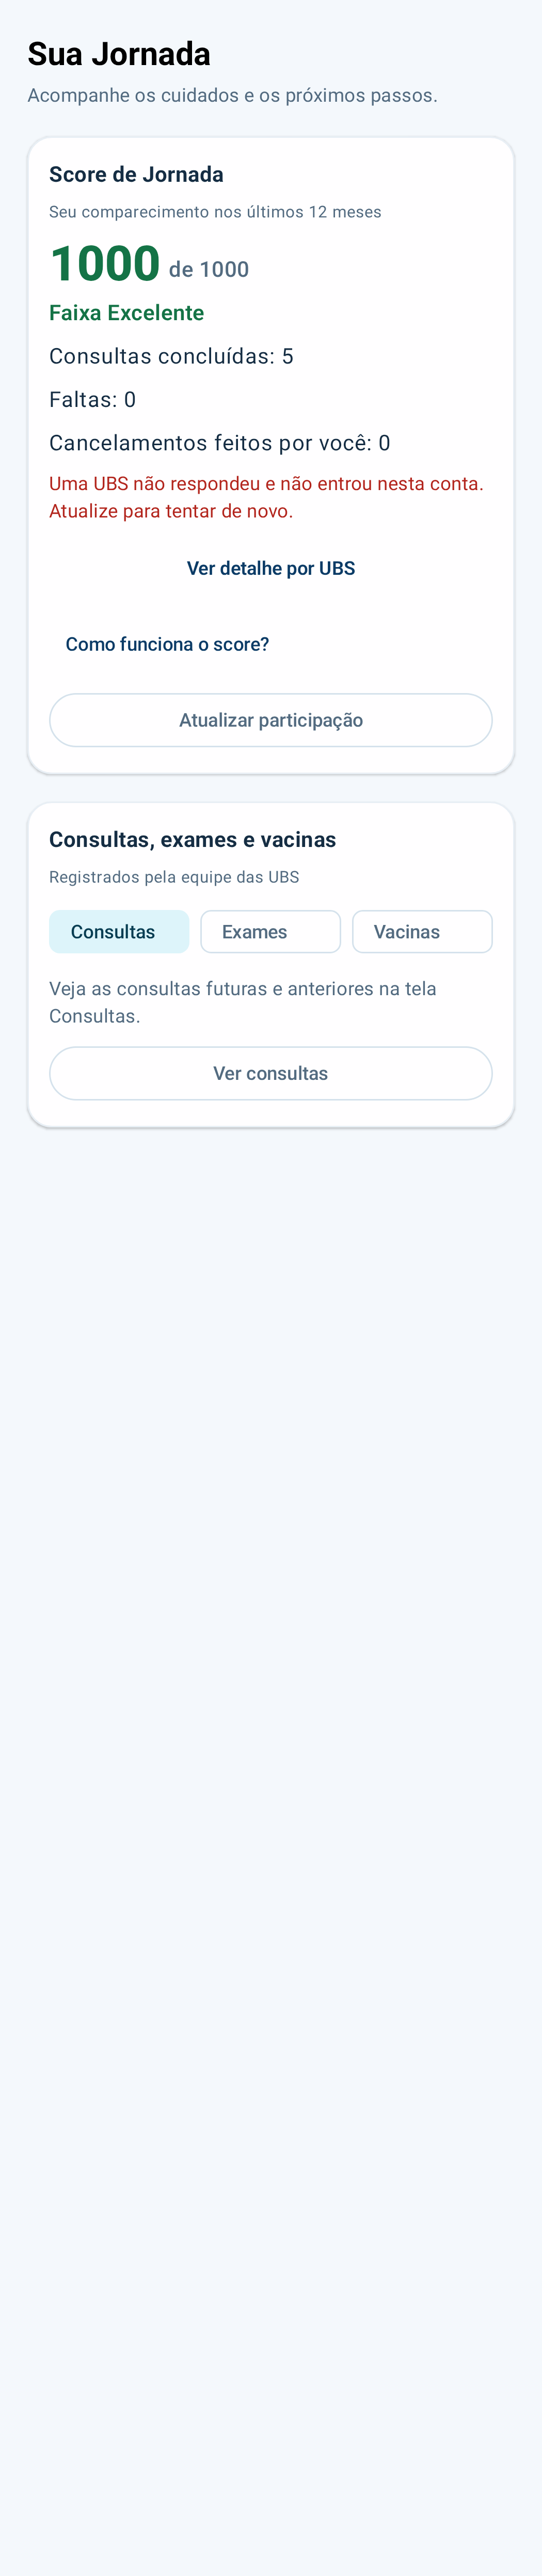 Sua Jornada
Acompanhe os cuidados e os próximos passos.
Score de Jornada
Seu comparecimento nos últimos 12 meses
1000 de 1000
Faixa Excelente
Consultas concluídas: 5
Faltas: 0
Cancelamentos feitos por você: 0
Uma UBS não respondeu e não entrou nesta conta.
Atualize para tentar de novo.
Ver detalhe por UBS
Como funciona o score?
Atualizar participação
Consultas, exames e vacinas
Registrados pela equipe das UBS
Consultas Exames Vacinas
Veja as consultas futuras e anteriores na tela
Consultas.
Ver consultas